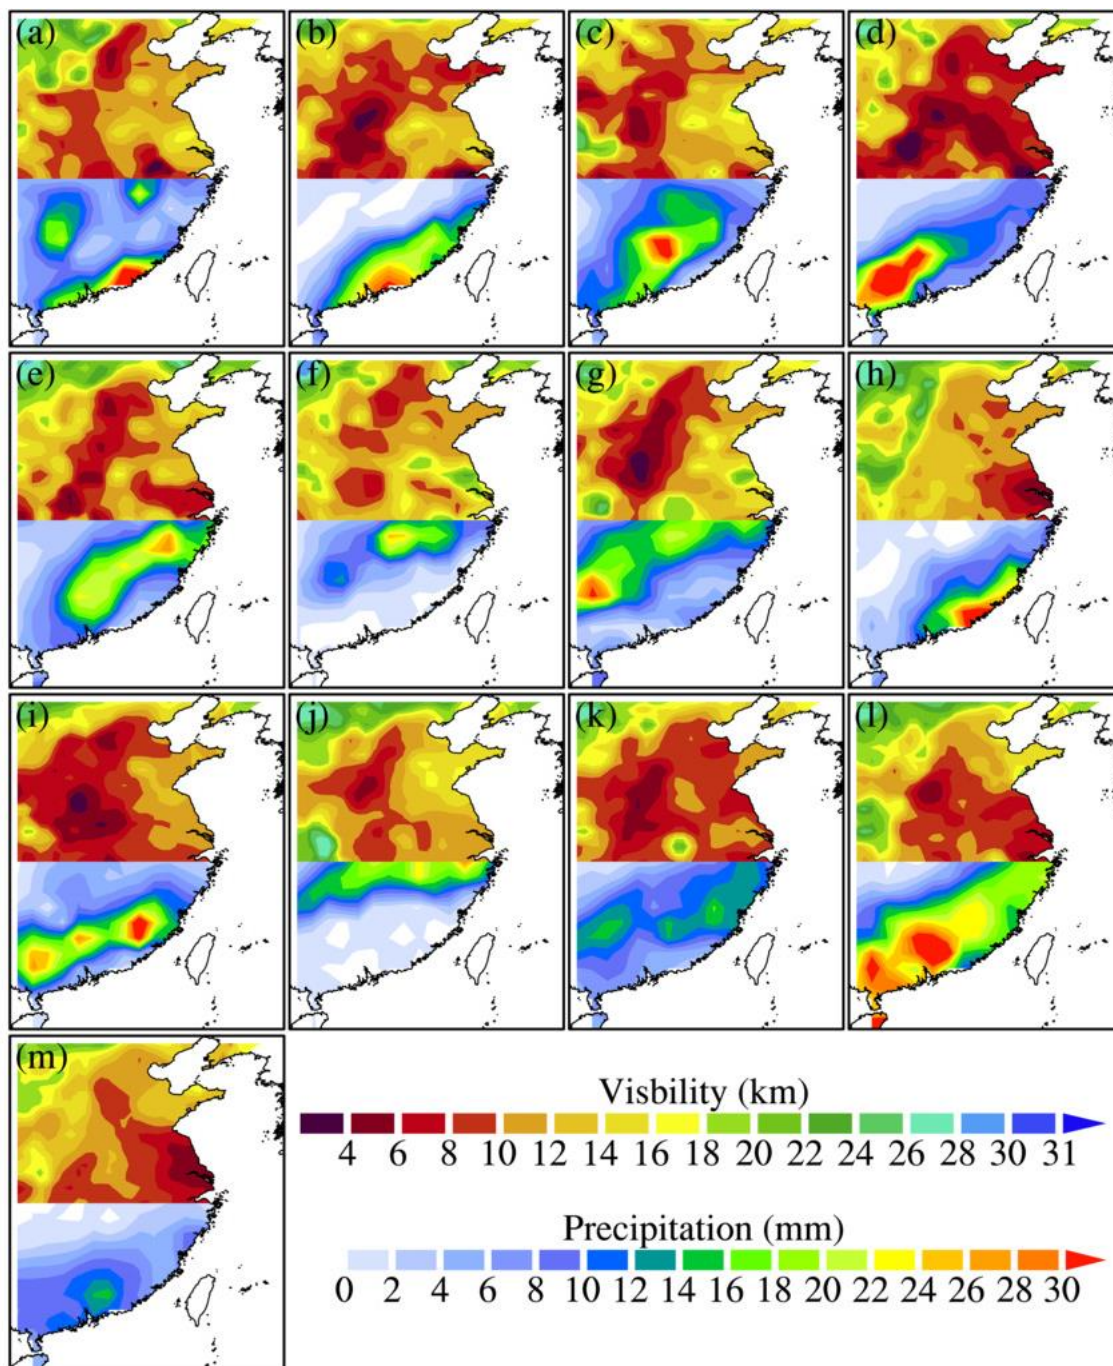 (a) (b) (c) (d)
(e) (f) (g) (h)
(i) (j) (k) (l)
(m)
Visbility (km)
4 6 8 10 12 14 16 18 20 22 24 26 28 30 31
Precipitation (mm)
0 2 4 6 8 10 12 14 16 18 20 22 24 26 28 30